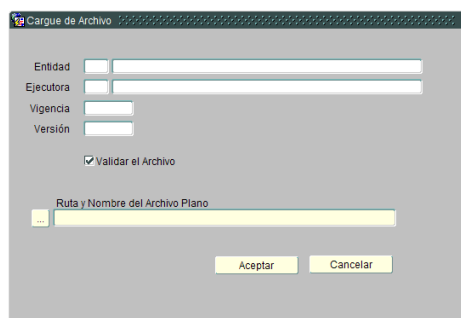 Cargue de Archivo
Entidad
Ejecutora
Vigencia
Versión
Validar el Archivo
Ruta y Nombre del Archivo Plano
...
Aceptar Cancelar